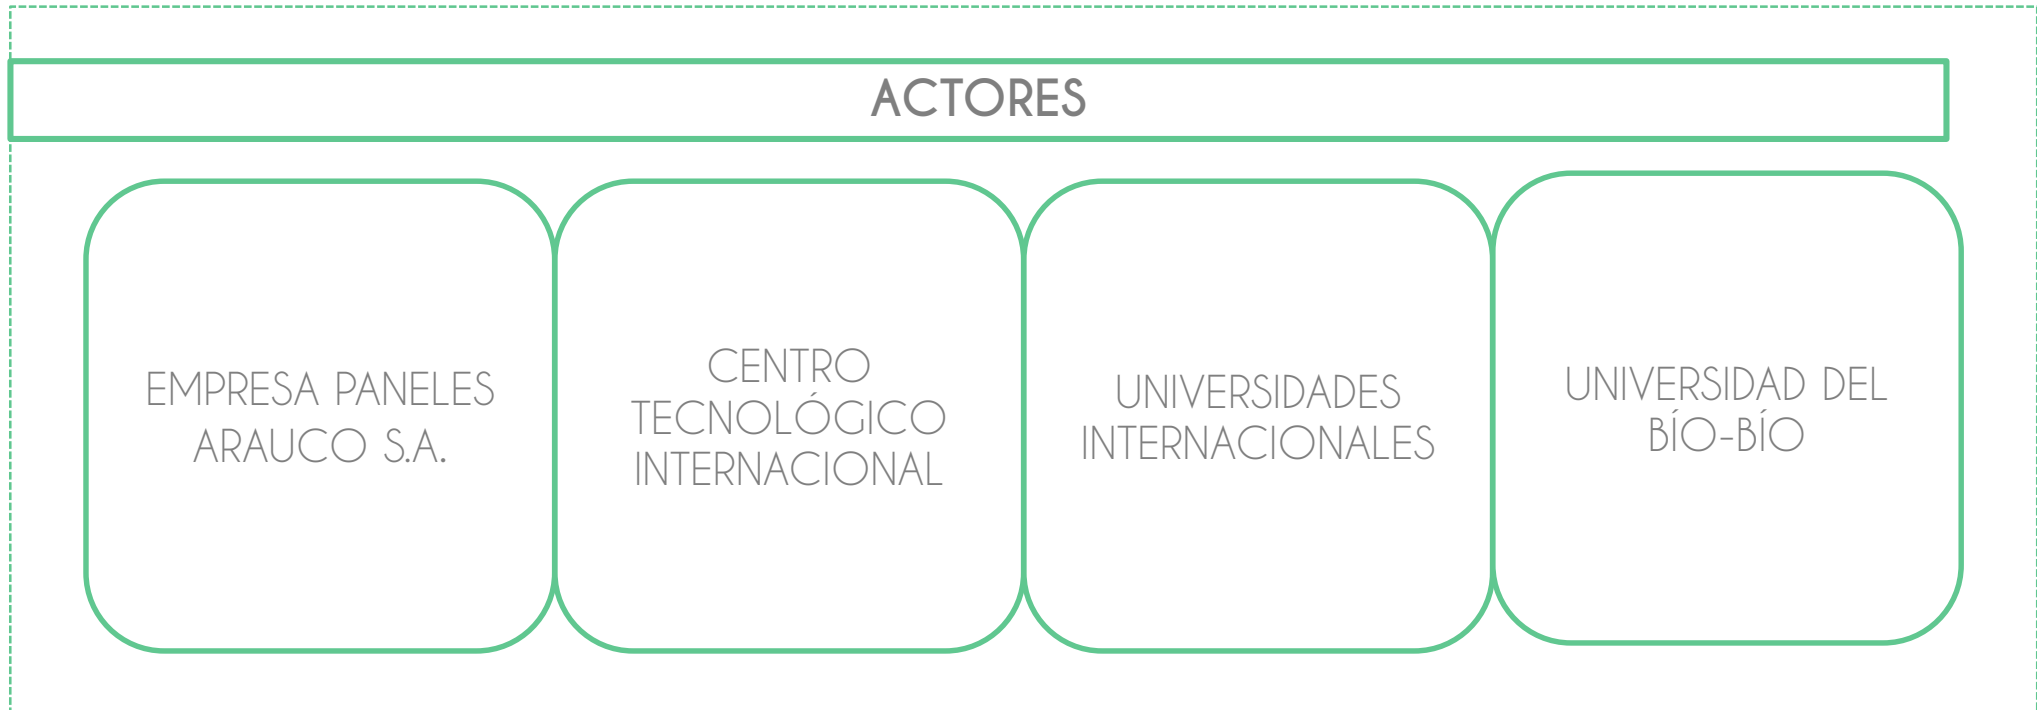 ACTORES
EMPRESA PANELES
ARAUCO S.A.
CENTRO
TECNOLÓGICO
INTERNACIONAL
UNIVERSIDADES
INTERNACIONALES
UNIVERSIDAD DEL
BÍO-BÍO